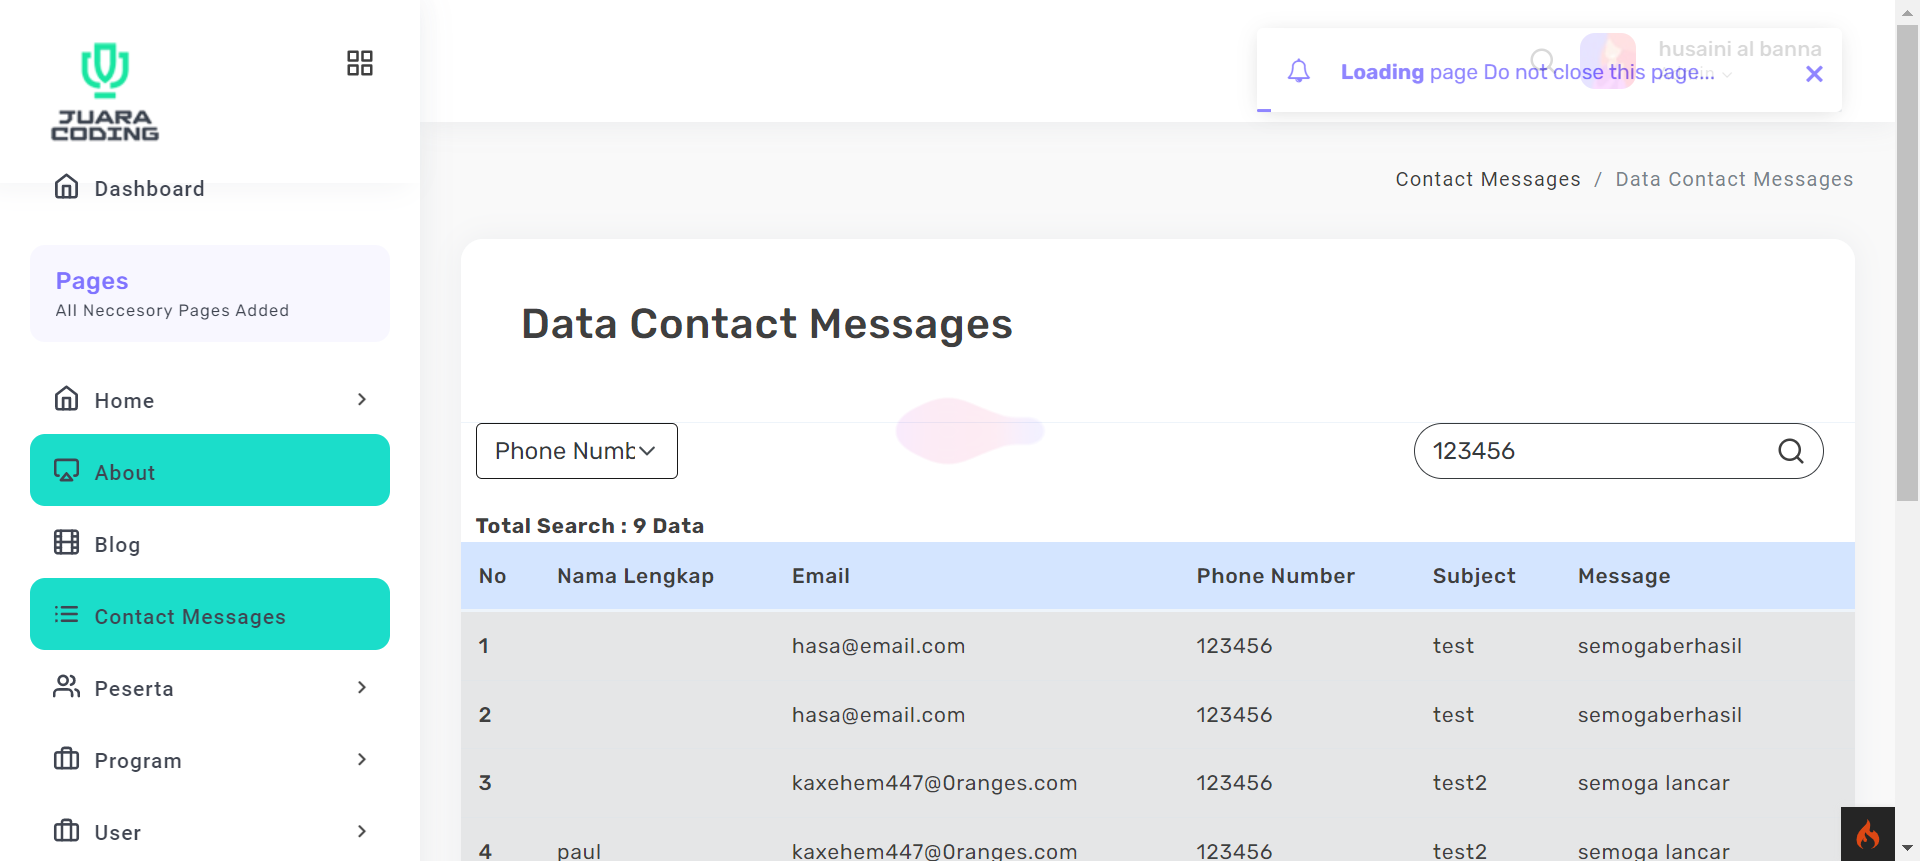 JUARA
CODING
Dashboard
Pages
All Neccesory Pages Added
Home
About
Blog
Contact Messages
Peserta
Program
User
husaini al banna
Loading page Do not close this page...
Contact Messages / Data Contact Messages
Data Contact Messages
Phone Numb
123456
Total Search : 9 Data
No Nama Lengkap Email Phone Number Subject Message
1 hasa@email.com 123456 test semogaberhasil
2 hasa@email.com 123456 test semogaberhasil
3 kaxehem447@0ranges.com 123456 test2 semoga lancar
4 paul kaxehem447@0ranges.com 123456 test2 semoga lancar